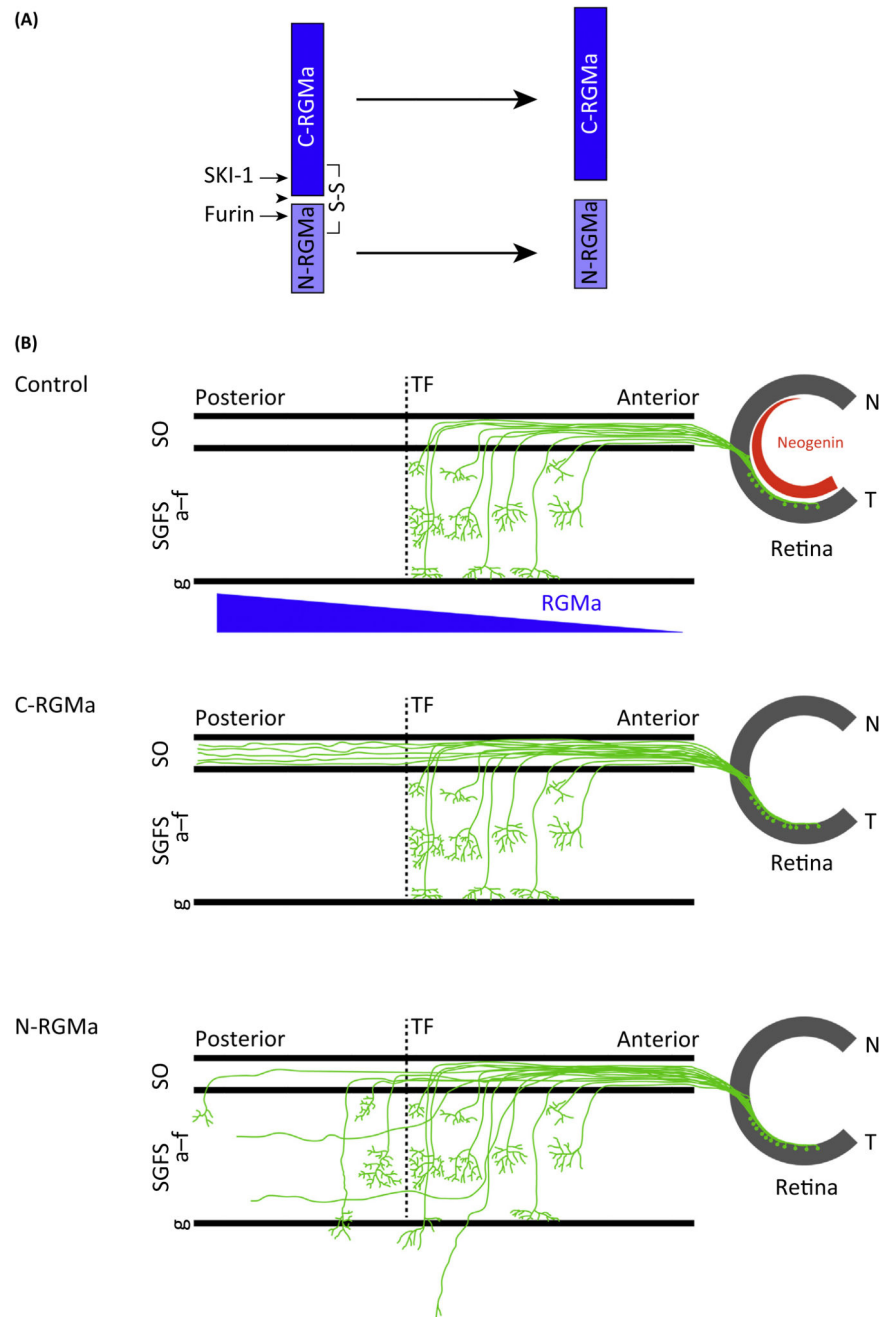 (A)
C-RGMa
C-RGMa
SKI-1
S-S
Furin
N-RGMa
N-RGMa
(B)
Control
Posterior
TF
Anterior
N
SO
Neogenin
SGFS
a–f
T
Retina
g
RGMa
C-RGMa
Posterior
TF
Anterior
N
SO
SGFS
a–f
T
Retina
g
N-RGMa
Posterior
TF
Anterior
N
SO
SGFS
a–f
T
Retina
g